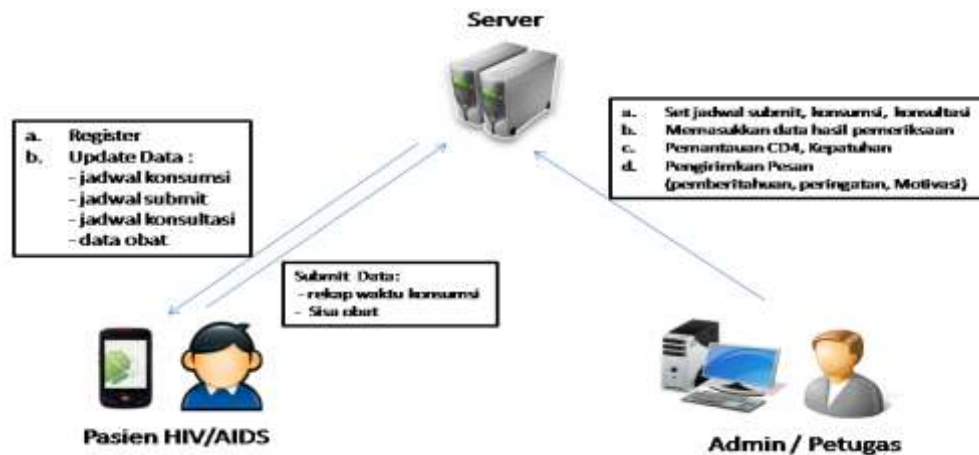 Server
a. Register
b. Update Data :
- jadwal konsumsi
- jadwal submit
- jadwal konsultasi
- data obat
a. Set jadwal submit, konsumsi, konsultasi
b. Memasukkan data hasil pemeriksaan
c. Pemantauan CD4, Kepatuhan
d. Pengirimkan Pesan
(pemberitahuan, peringatan, Motivasi)
Submit Data:
- rekap waktu konsumsi
- Sisa obat
Pasien HIV/AIDS
Admin / Petugas